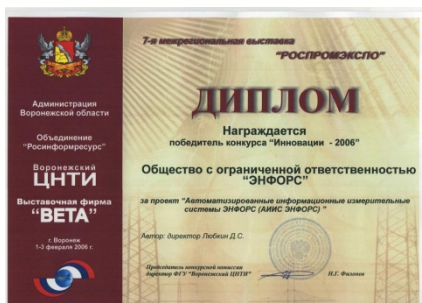 Администрация
Воронежской области
Объединение
"Росинформресурс"
Воронежский
ЦНТИ
Выставочная фирма
"ВЕТА"
г. Воронеж
1-3 февраля 2006 г.
7-я межрегиональная выставка
"РОСПРОМЭКСПО"
ДИПЛОМ
Награждается
победитель конкурса "Инновации - 2006"
Общество с ограниченной ответственностью
"ЭНФОРС"
за проект "Автоматизированные информационные измерительные
системы ЭНФОРС (АИИС ЭНФОРС) "
Автор: директор Любкин Д.С.
Председатель конкурсной комиссии
директор ФГУ "Воронежский ЦНТИ"
Н.Г. Филонов